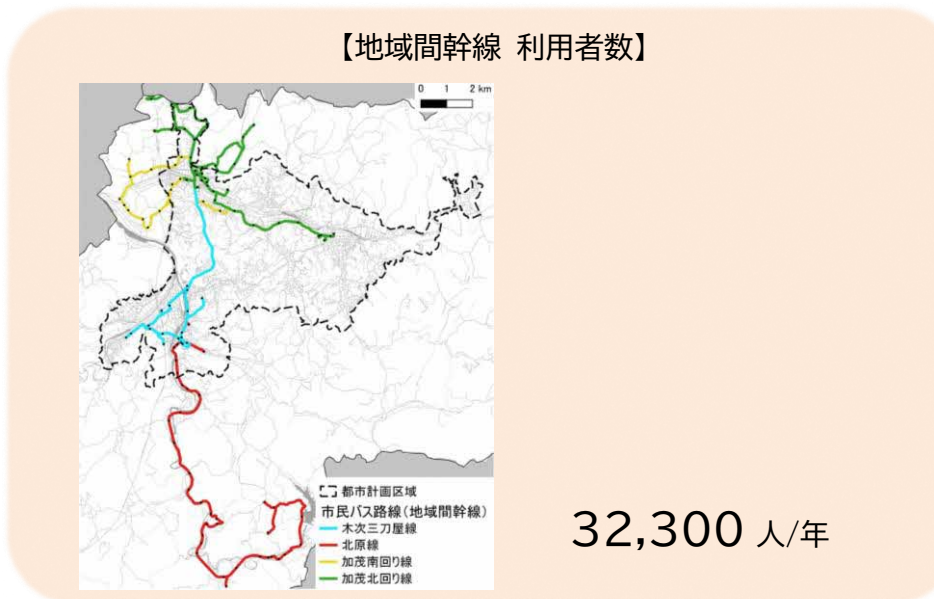 【地域間幹線 利用者数】
0 1 2 km
都市計画区域
市民バス路線(地域間幹線)
木次三刀屋線
北原線
加茂南回り線
加茂北回り線
32,300 人/年